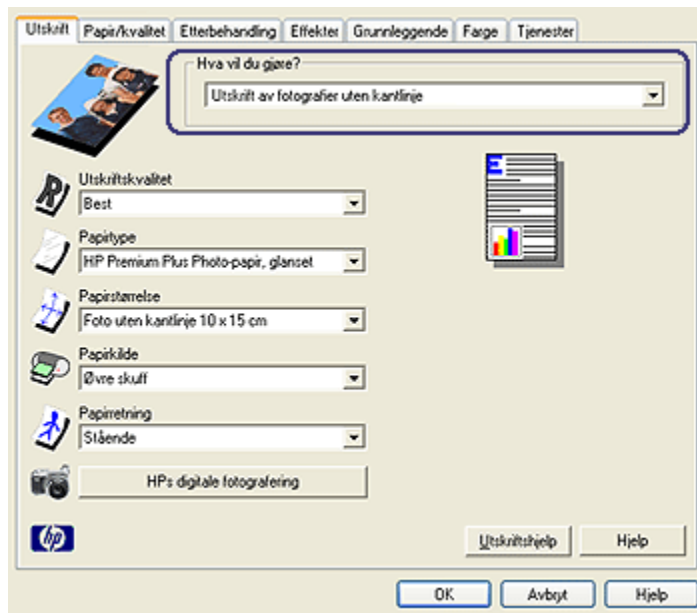 Utskrift Papir/kvalitet Etterbehandling Effekter Grunnleggende Farge Tjenester
Hva vil du gjøre?
Utskrift av fotografier uten kantlinje
Utskriftskvalitet
Best
Papirtype
HP Premium Plus Photo-papir, glanset
Papirstørrelse
Foto uten kantlinje 10 x 15 cm
Papirkilde
Øvre skuff
Papirretning
Stående
HPs digitale fotografering
hp
Utskriftshjelp Hjelp
OK Avbryt Hjelp
E